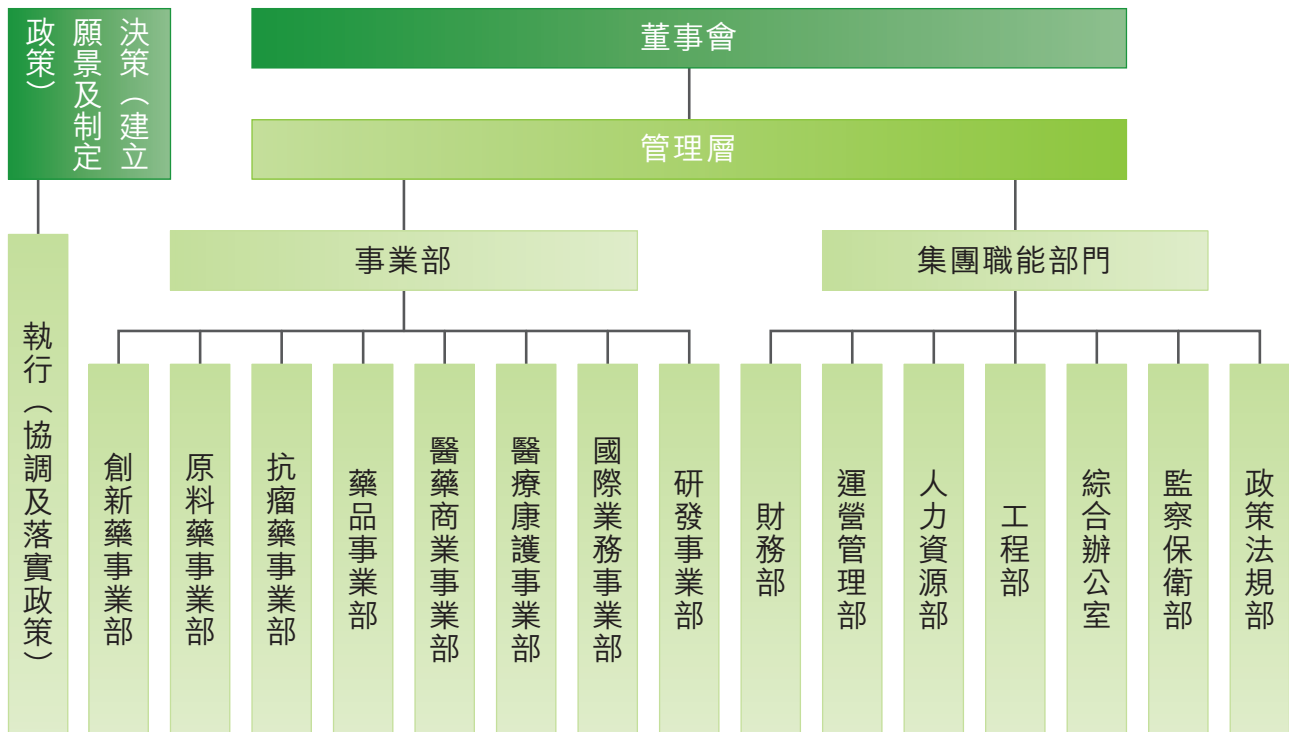 決策（建立
願景及制定
政策）
董事會
管理層
事業部
集團職能部門
執行（協調及落實政策）
創新藥事業部
原料藥事業部
抗瘤藥事業部
藥品事業部
醫藥商業事業部
醫療康護事業部
國際業務事業部
研發事業部
財務部
運營管理部
人力資源部
工程部
綜合辦公室
監察保衛部
政策法規部